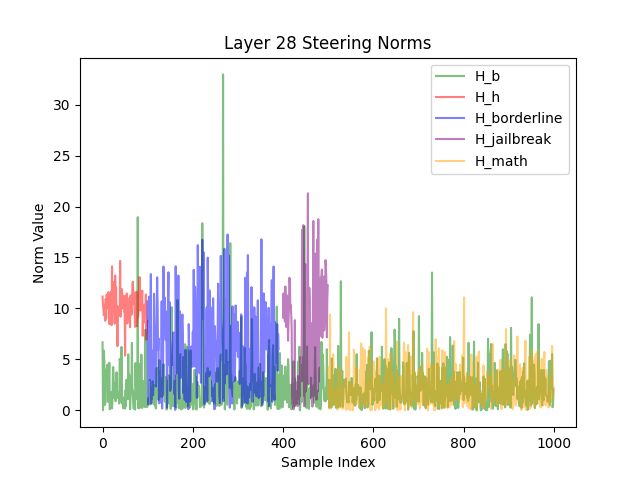 Layer 28 Steering Norms
H_b
H_h
H_borderline
H_jailbreak
H_math
Norm Value
30
25
20
15
10
5
0
0 200 400 600 800 1000
Sample Index